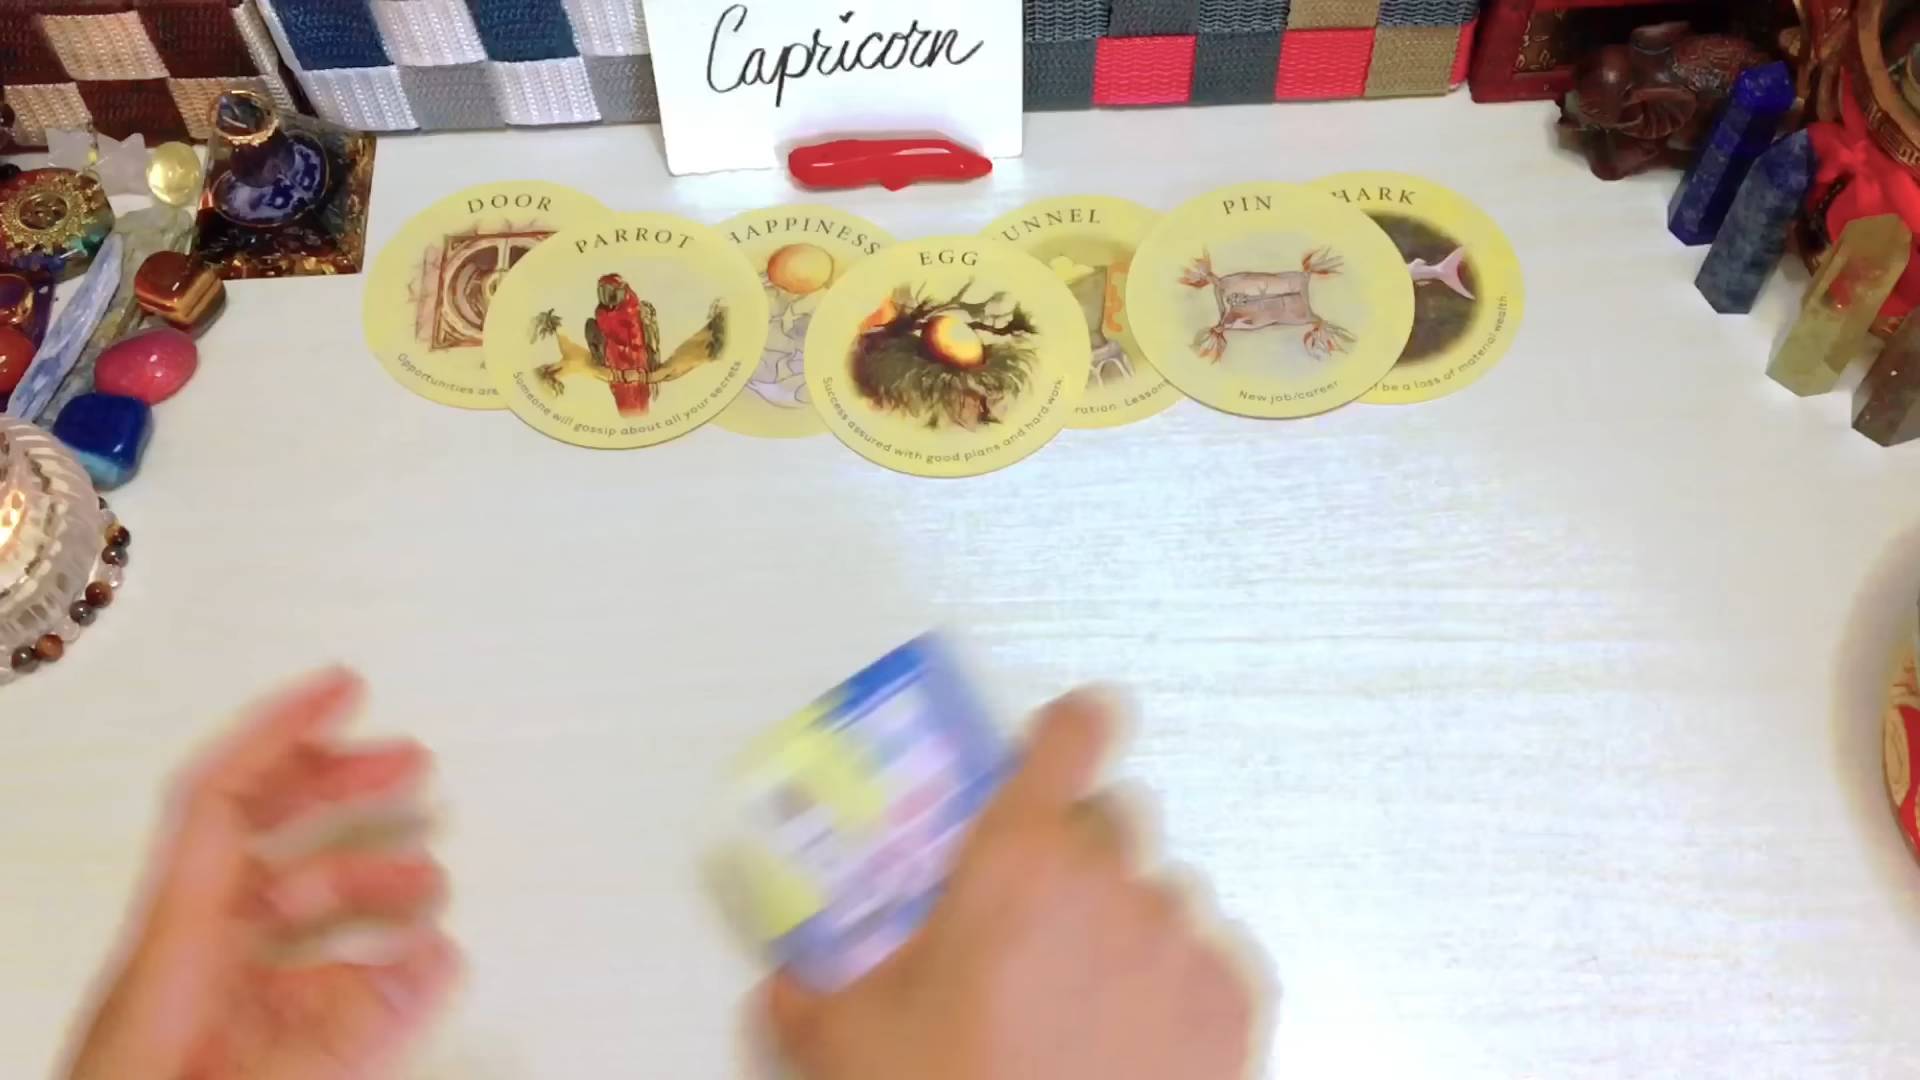 Capricorn
DOOR
Opportunities are
PARROT
Someone will gossip about all your secrets.
HAPPINESS
EGG
Success assured with good plans and hard work.
UNNEL
ration. Lessons
PIN
New job/career.
HARK
be a loss of material wealth.